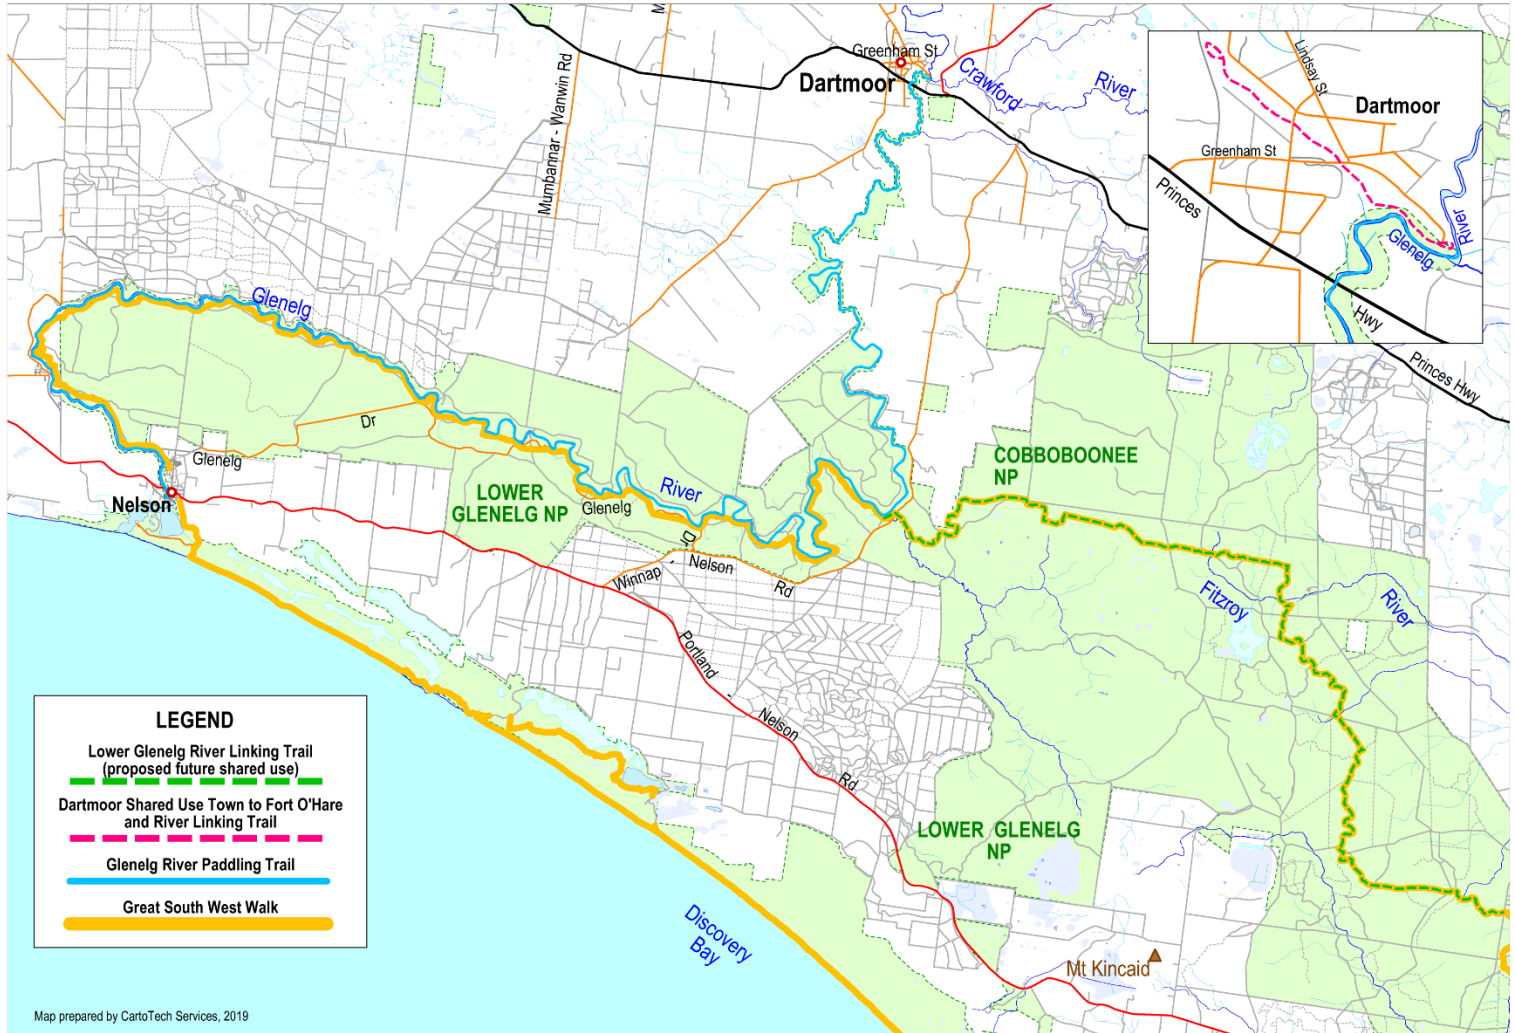 M
Greenham St
Dartmoor
Crawford
River
Mumbannar - Wanwin Rd
Lindsay St
Dartmoor
Greenham St
Princes
River
Glenelg
Hwy
Princes Hwy
Glenelg
Dr
Glenelg
Nelson
LOWER
GLENELG NP
River
Glenelg
Dr
COBBOBOONEE
NP
Winnap - Nelson Rd
Fitzroy
River
Portland - Nelson Rd
LOWER GLENELG
NP
Discovery
Bay
Mt Kincaid
LEGEND
Lower Glenelg River Linking Trail
(proposed future shared use)
Dartmoor Shared Use Town to Fort O'Hare
and River Linking Trail
Glenelg River Paddling Trail
Great South West Walk
Map prepared by CartoTech Services, 2019